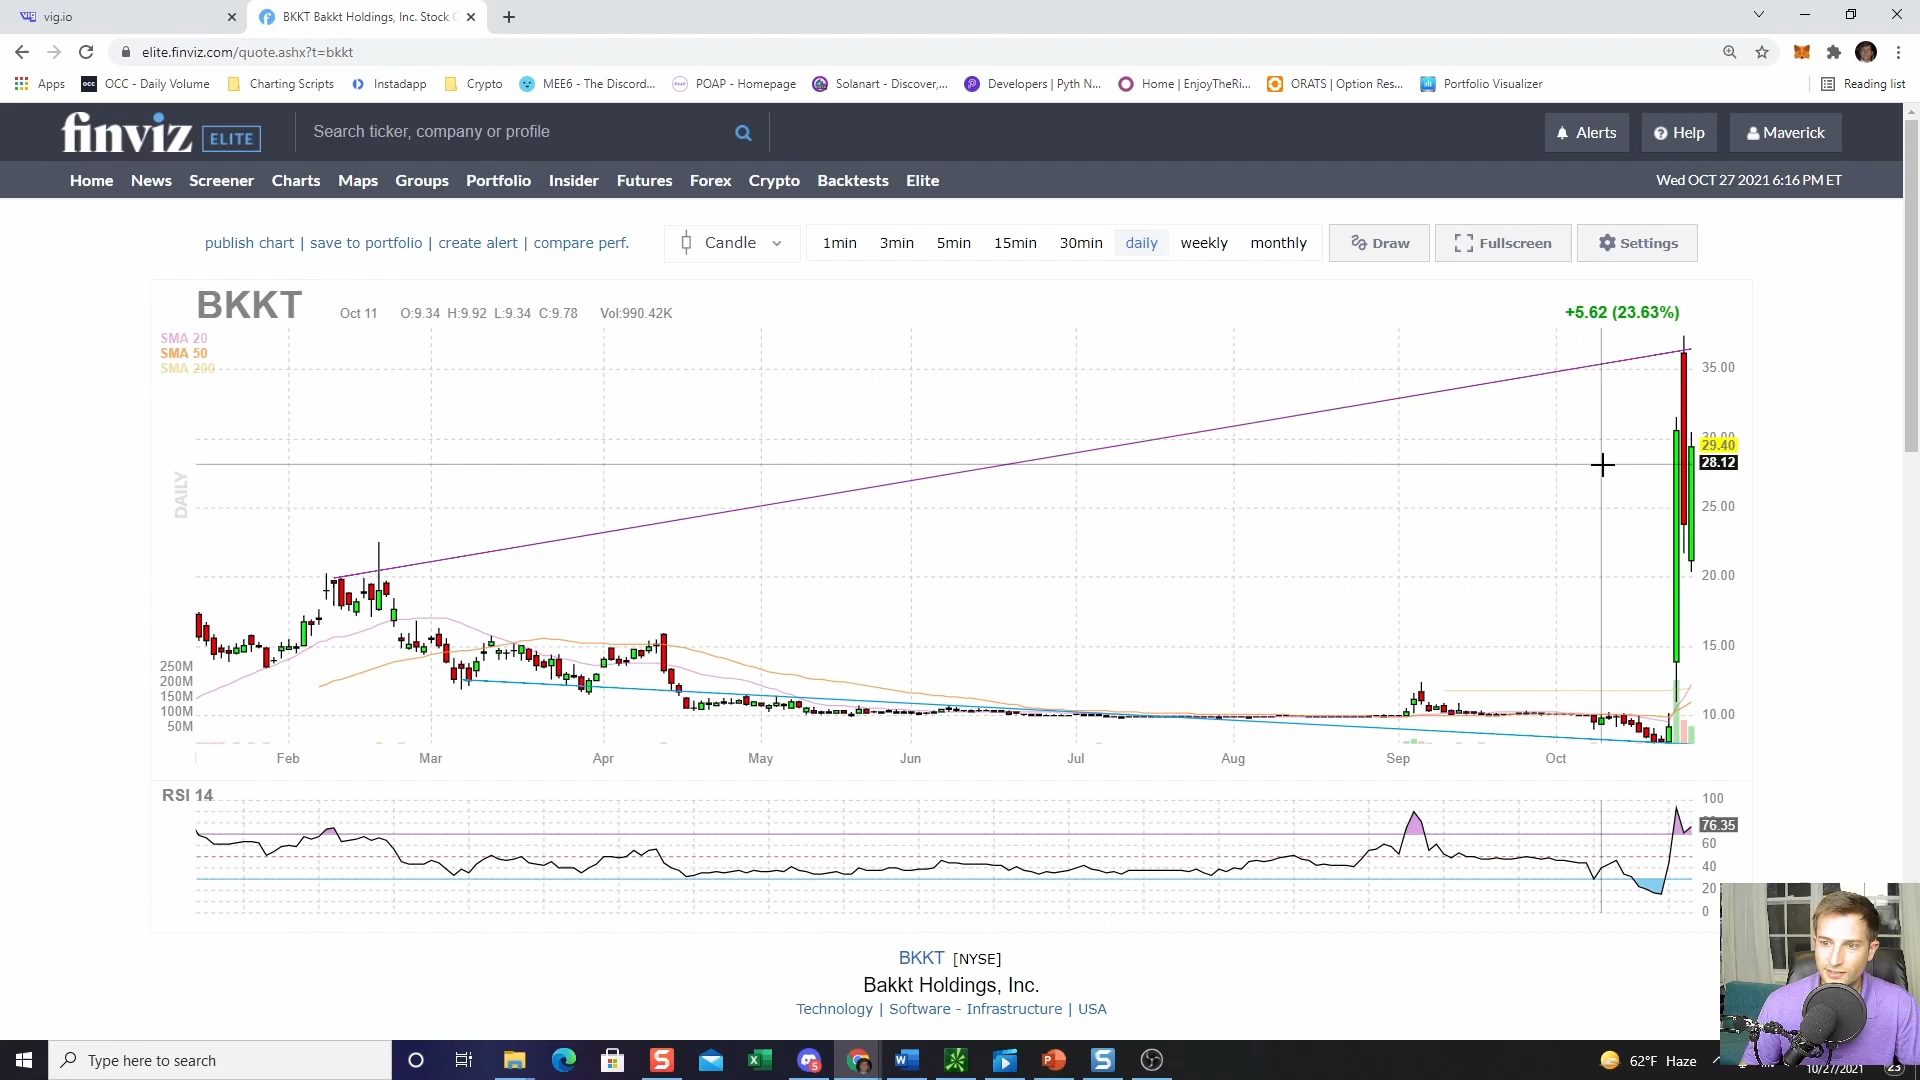 vig.io
BKKT Bakkt Holdings, Inc. Stock C
elite.finviz.com/quote.ashx?t=bkkt
Apps OCC - Daily Volume Charting Scripts Instadapp Crypto MEE6 - The Discord... POAP - Homepage Solanart - Discover,... Developers | Pyth N... Home | EnjoyTheRi... ORATS | Option Res... Portfolio Visualizer Reading list
finviz ELITE Search ticker, company or profile Alerts Help Maverick
Home News Screener Charts Maps Groups Portfolio Insider Futures Forex Crypto Backtests Elite Wed OCT 27 2021 6:16 PM ET
publish chart | save to portfolio | create alert | compare perf. Candle 1min 3min 5min 15min 30min daily weekly monthly Draw Fullscreen Settings
BKKT Oct 11 O:9.34 H:9.92 L:9.34 C:9.78 Vol:990.42K +5.62 (23.63%)
SMA 20
SMA 50
SMA 200
35.00
30.00
29.40
28.12
DAILY
25.00
20.00
15.00
250M
200M
150M
100M
50M
10.00
Feb Mar Apr May Jun Jul Aug Sep Oct
RSI 14
100
76.35
60
40
20
0
BKKT [NYSE]
Bakkt Holdings, Inc.
Technology | Software - Infrastructure | USA
Type here to search
62°F Haze
10/27/2021
23